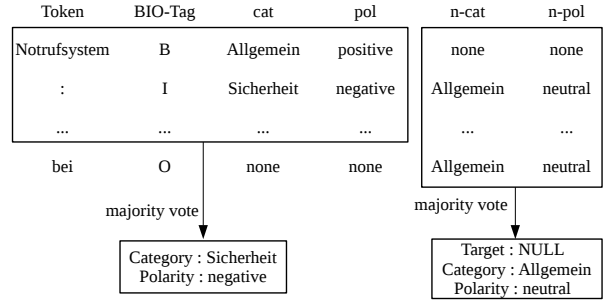 Token BIO-Tag cat pol n-cat n-pol
Notrufsystem B Allgemein positive none none
: I Sicherheit negative Allgemein neutral
... ... ... ... ... ...
bei O none none Allgemein neutral
majority vote majority vote
Category : Sicherheit
Polarity : negative
Target : NULL
Category : Allgemein
Polarity : neutral